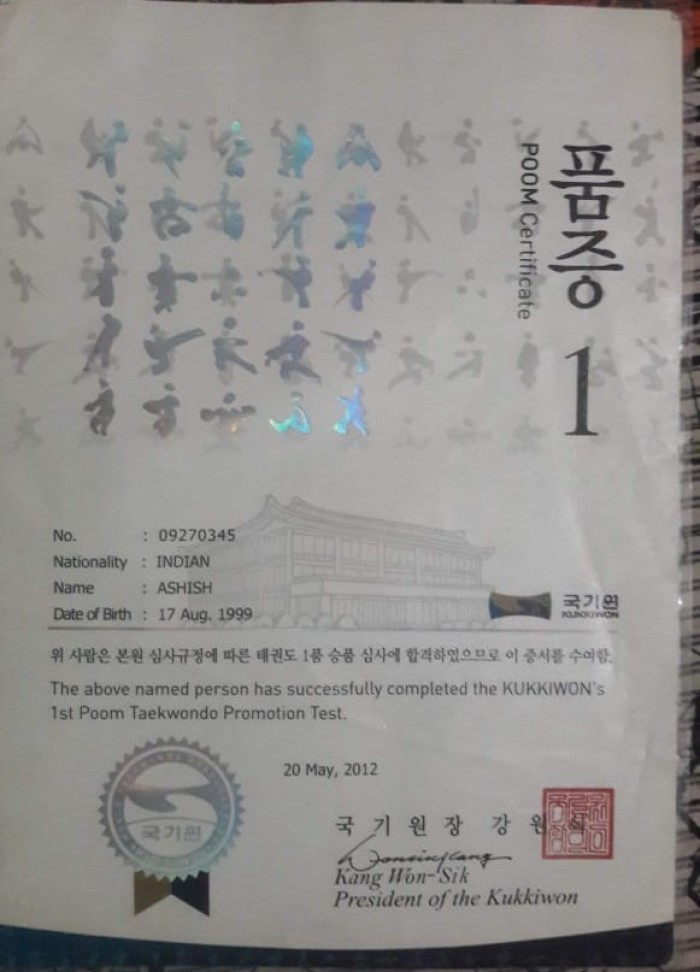 품증
POOM Certificate
1
No. : 09270345
Nationality : INDIAN
Name : ASHISH
Date of Birth : 17 Aug. 1999
국기원
KUKKIWON
위 사람은 본원 심사규정에 따른 태권도 1품 승품 심사에 합격하였으므로 이 증서를 수여함.
The above named person has successfully completed the KUKKIWON's
1st Poom Taekwondo Promotion Test.
20 May, 2012
국기원
국기원장 강원식
Kang Won-Sik
President of the Kukkiwon